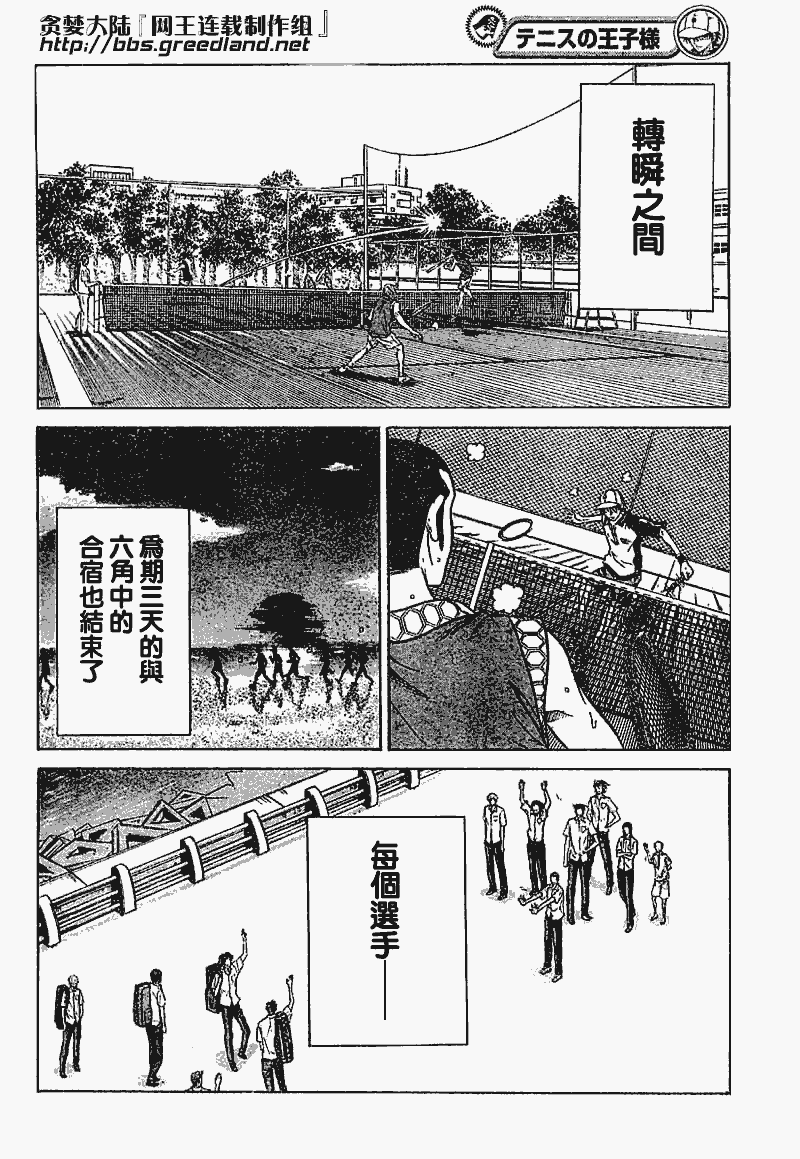 贪婪大陆『网王连载制作组』
http://bbs.greedland.net
テニスの王子様
轉瞬之間
為期三天的與
六角中的
合宿也結束了
每個選手——